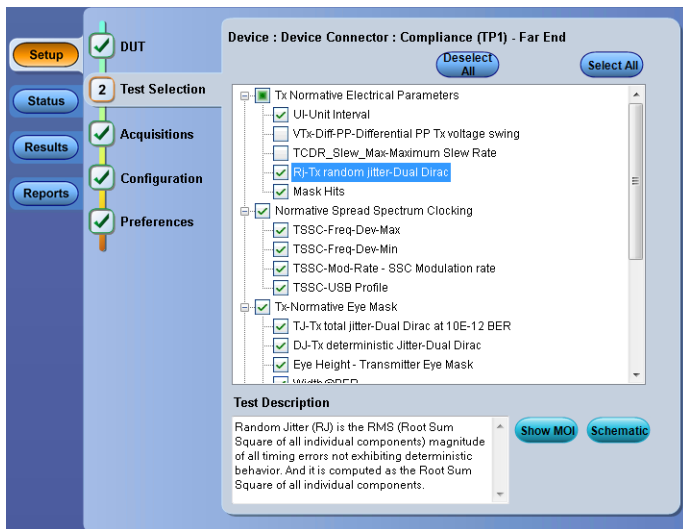 Setup
Status
Results
Reports
DUT
2 Test Selection
Acquisitions
Configuration
Preferences
Device : Device Connector : Compliance (TP1) - Far End
Deselect
All
Select All
Tx Normative Electrical Parameters
UI-Unit Interval
VTx-Diff-PP-Differential PP Tx voltage swing
TCDR_Slew_Max-Maximum Slew Rate
Rj-Tx random jitter-Dual Dirac
Mask Hits
Normative Spread Spectrum Clocking
TSSC-Freq-Dev-Max
TSSC-Freq-Dev-Min
TSSC-Mod-Rate - SSC Modulation rate
TSSC-USB Profile
Tx-Normative Eye Mask
TJ-Tx total jitter-Dual Dirac at 10E-12 BER
DJ-Tx deterministic Jitter-Dual Dirac
Eye Height - Transmitter Eye Mask
Width@BER
Test Description
Random Jitter (RJ) is the RMS (Root Sum
Square of all individual components) magnitude
of all timing errors not exhibiting deterministic
behavior. And it is computed as the Root Sum
Square of all individual components.
Show MOI
Schematic